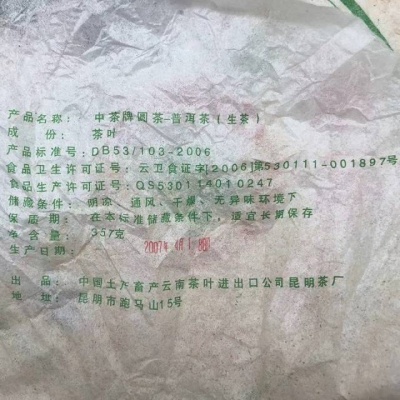 产品名称： 中茶牌圆茶-普洱茶（生茶）
成 份： 茶叶
产品标准号：DB53/103-2006
食品卫生许可证号：云卫食证字[2006]第530111-001897号
食品生产许可证号：QS5301 1401 0247
储藏条件：阴凉、通风、干燥、无异味环境下
保质期：在本标准储藏条件下，适宜长期保存
净含量：357克
生产日期：2007年
出 品：中国土产畜产云南茶叶进出口公司昆明茶厂
地 址：昆明市跑马山15号